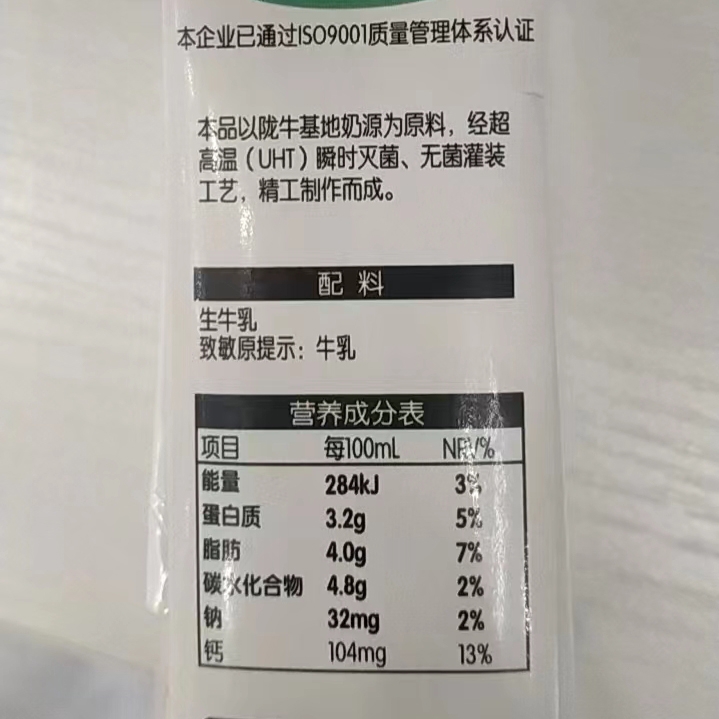 本企业已通过ISO9001质量管理体系认证
本品以陇牛基地奶源为原料，经超
高温（UHT）瞬时灭菌、无菌灌装
工艺，精工制作而成。
配料
生牛乳
致敏原提示：牛乳
营养成分表
项目 每100mL NRV%
能量 284kJ 3%
蛋白质 3.2g 5%
脂肪 4.0g 7%
碳水化合物 4.8g 2%
钠 32mg 2%
钙 104mg 13%